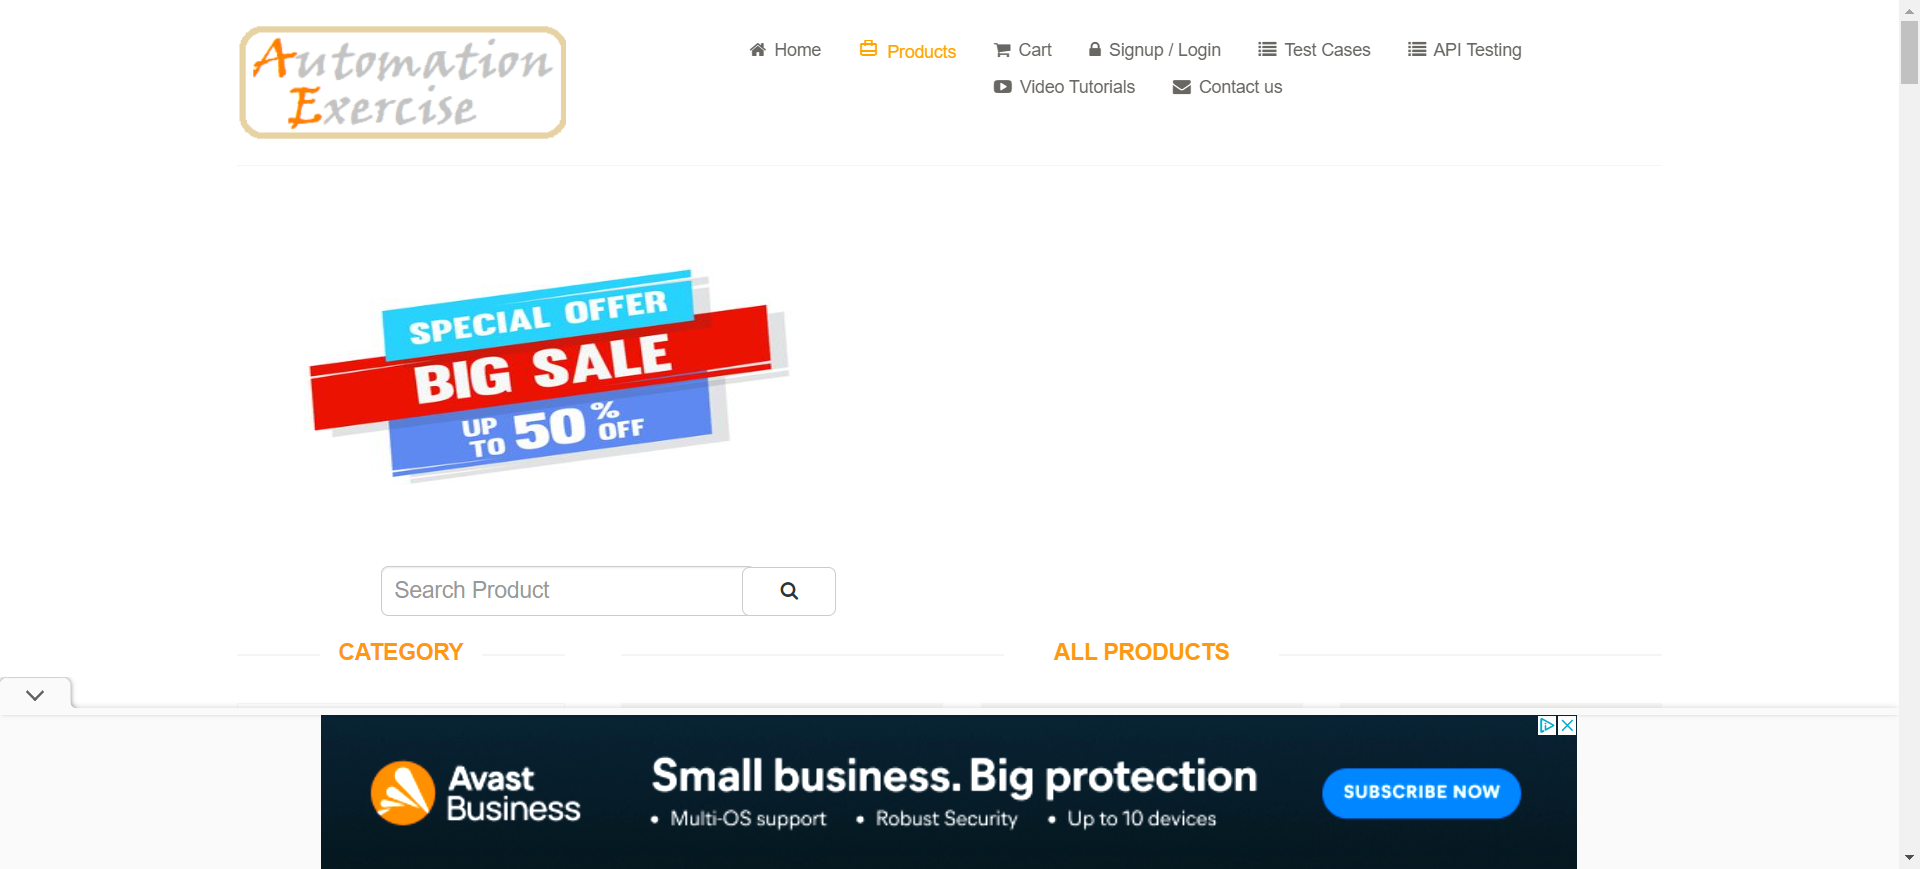 Automation
Exercise
Home
Products
Cart
Signup / Login
Test Cases
API Testing
Video Tutorials
Contact us
SPECIAL OFFER
BIG SALE
UP TO 50% OFF
Search Product
CATEGORY
ALL PRODUCTS
Avast
Business
Small business. Big protection
• Multi-OS support • Robust Security • Up to 10 devices
SUBSCRIBE NOW